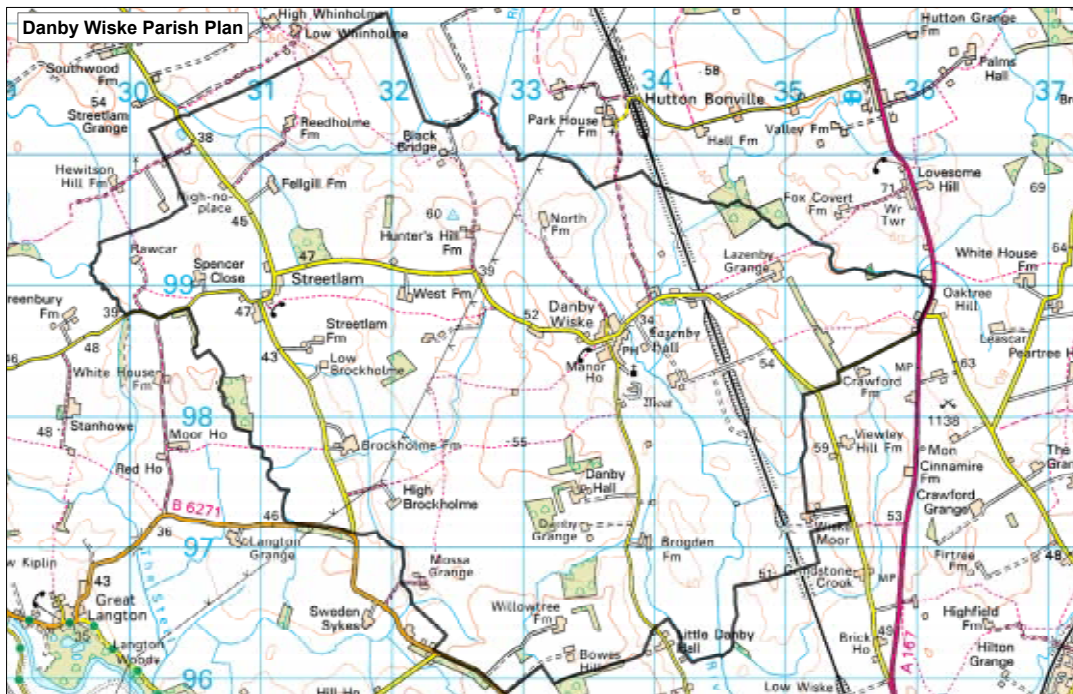 Danby Wiske Parish Plan
High Whinholme
Low Whinholme
Hutton Grange
Fm
Palms
Hall
Southwood
Fm
30
31
32
33
34
35
36
37
58
54
Streetlam
Grange
38
Reedholme
Fm
Black
Bridge
Park House
Fm
Hutton Bonville
Hall Fm
Valley Fm
Hewitson
Hill Fm
High-no-
place
Fellgill Fm
45
Lovesome
Hill
71
Wr
Twr
69
Fox Covert
Fm
60
Hunter's Hill
Fm
North
Fm
Rawcar
Spencer
Close
47
Streetlam
39
Lazenby
Grange
White House
Fm
64
99
reenbury
Fm
39
47
West Fm
52
Danby
Wiske
34
Lazenby
Hall
Oaktree
Hill
Leascar
Peartree H
46
48
43
Streetlam
Fm
Low
Brockholme
PH
Manor
Ho
Moat
54
MP
63
Crawford
Fm
White House
Fm
98
48
Stanhowe
Moor Ho
Brockholme Fm
55
1138
59
Viewley
Hill Fm
Mon
Cinnamire
Fm
The
Gran
Red Ho
B 6271
High
Brockholme
Danby
Hall
Crawford
Grange
36
46
Langton
Grange
Danby
Grange
Wiske
Moor
53
97
w Kiplin
43
Great
Langton
The Stell
Mossa
Grange
Brogden
Fm
51
Grindstone
Crook
MP
Firtree
Fm
48
35
Langton
Woods
Sweden
Sykes
Willowtree
Fm
Little Danby
Hall
Highfield
Fm
Brick
Ho
49
A 167
Hilton
Grange
96
Hill Ho
Bowes
Low Wiske